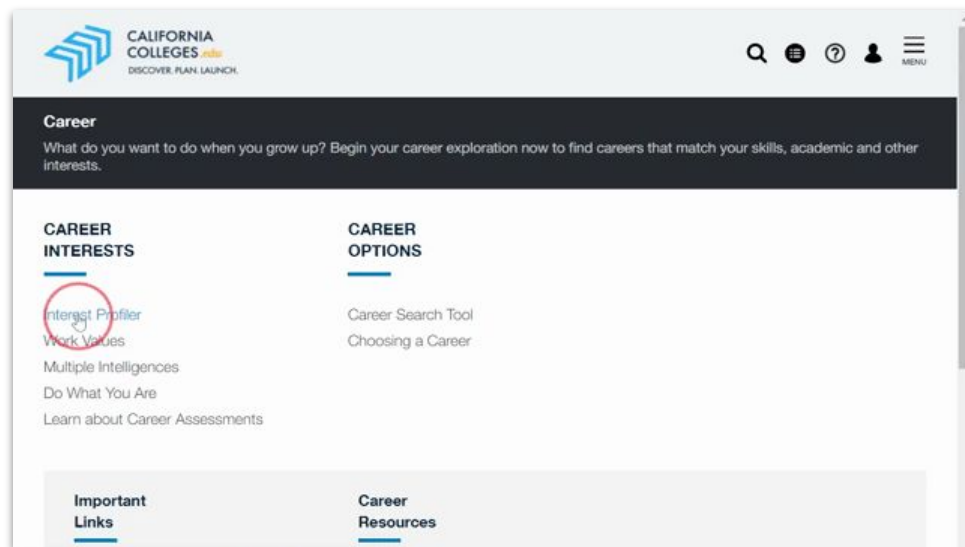 CALIFORNIA
COLLEGES.edu
DISCOVER. PLAN. LAUNCH.
MENU
Career
What do you want to do when you grow up? Begin your career exploration now to find careers that match your skills, academic and other
interests.
CAREER
INTERESTS
Interest Profiler
Work Values
Multiple Intelligences
Do What You Are
Learn about Career Assessments
CAREER
OPTIONS
Career Search Tool
Choosing a Career
Important
Links
Career
Resources